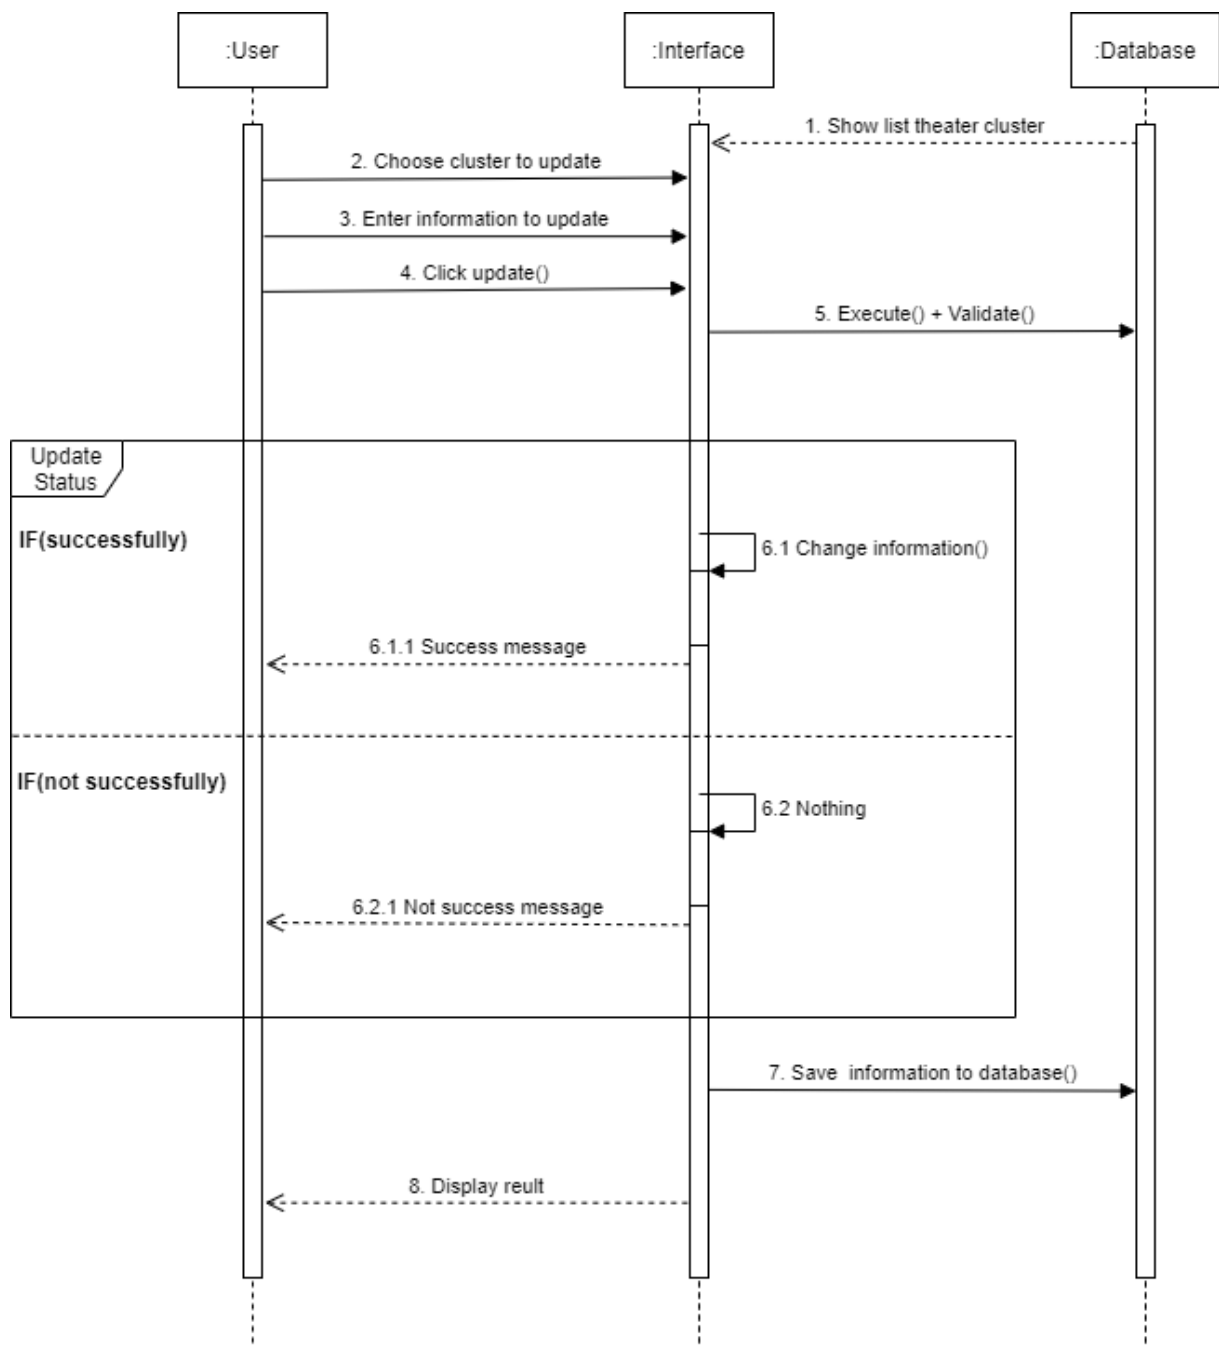 :User
:Interface
:Database
1. Show list theater cluster
2. Choose cluster to update
3. Enter information to update
4. Click update()
5. Execute() + Validate()
Update
Status
IF(successfully)
6.1 Change information()
6.1.1 Success message
IF(not successfully)
6.2 Nothing
6.2.1 Not success message
7. Save  information to database()
8. Display reult